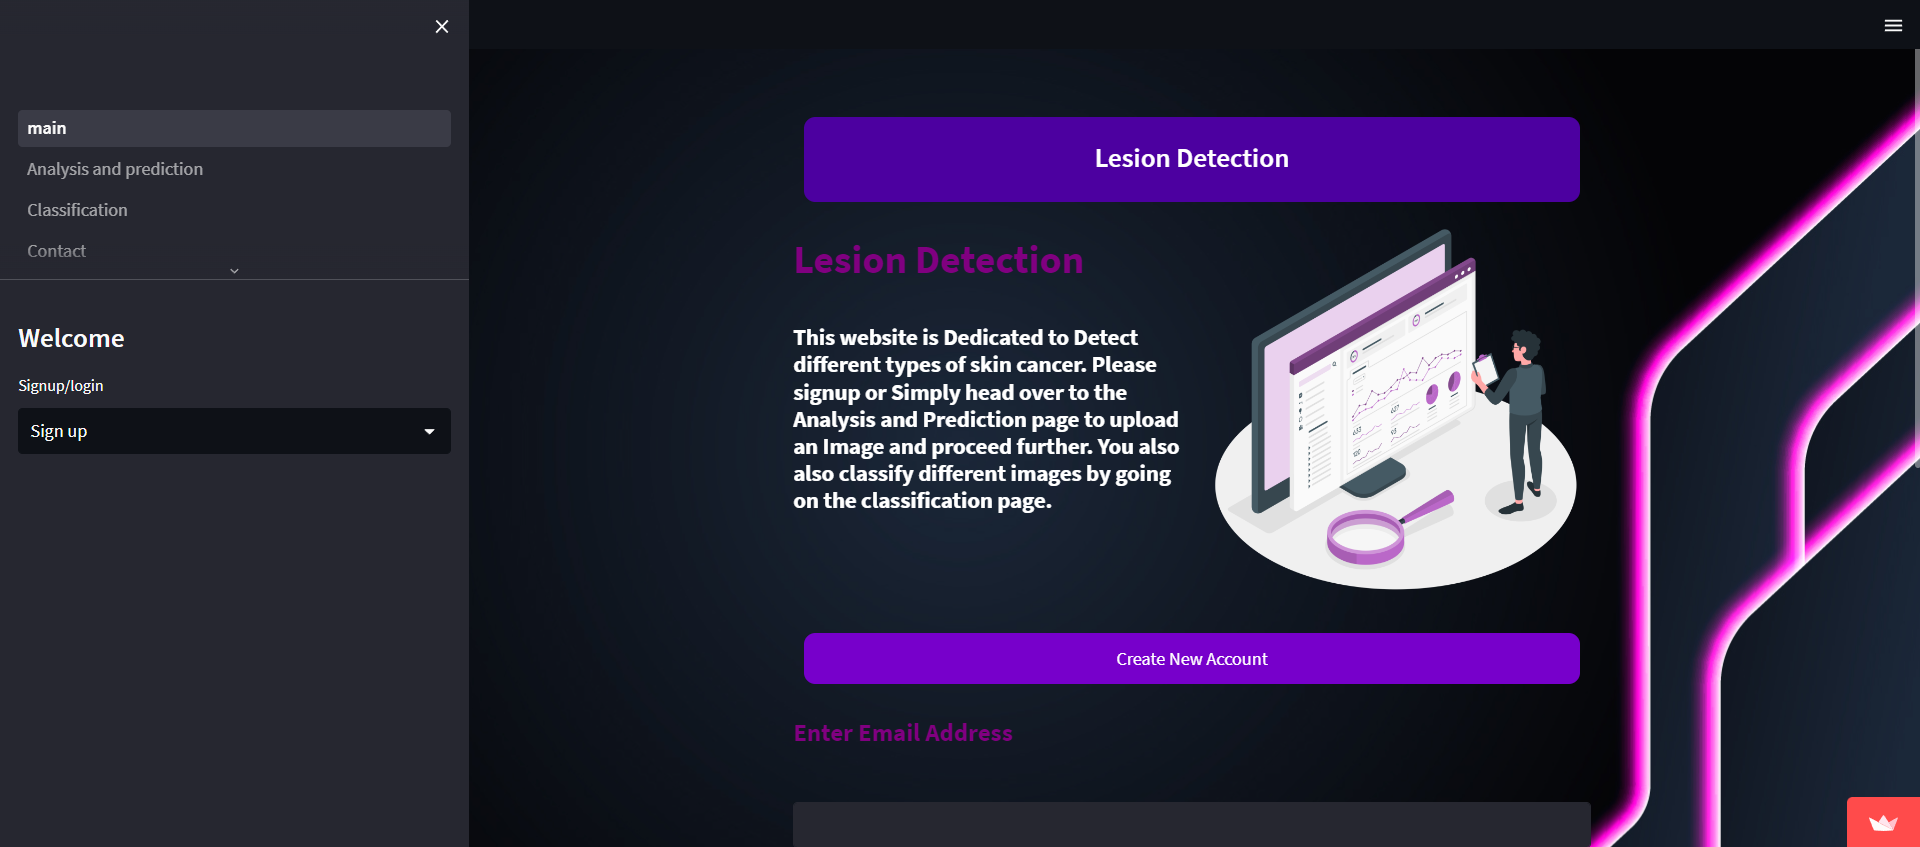 main
Analysis and prediction
Classification
Contact
Welcome
Signup/login
Sign up
Lesion Detection
Lesion Detection
This website is Dedicated to Detect
different types of skin cancer. Please
signup or Simply head over to the
Analysis and Prediction page to upload
an Image and proceed further. You also
also classify different images by going
on the classification page.
Create New Account
Enter Email Address